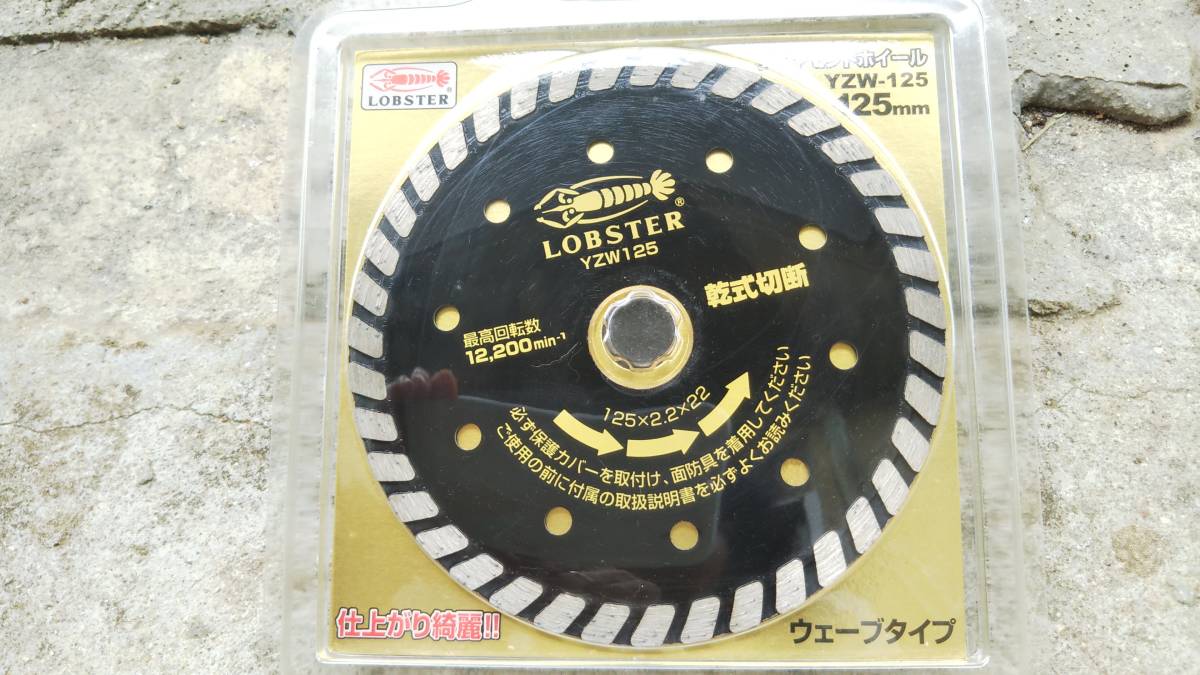 LOBSTER
ホイール
YZW-125
125mm
LOBSTER
YZW125
乾式切断
最高回転数
12,200min-1
125×2.2×22
必ず保護カバーを取付け、面防具を着用してください
ご使用の前に付属の取扱説明書を必ずよくお読みください
仕上がり綺麗!!
ウェーブタイプ